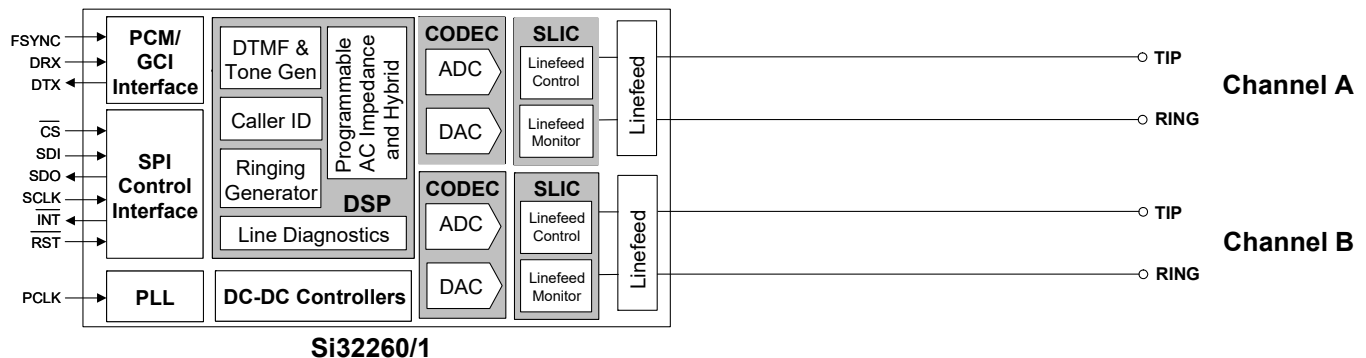 FSYNC
DRX
DTX
PCM/
GCI
Interface
CS
SDI
SDO
SCLK
INT
RST
SPI
Control
Interface
PCLK
PLL
DTMF &
Tone Gen
Caller ID
Ringing
Generator
Programmable
AC Impedance
and Hybrid
DSP
Line Diagnostics
DC-DC Controllers
CODEC
ADC
DAC
SLIC
Linefeed
Control
Linefeed
Monitor
Linefeed
TIP
RING
Channel A
CODEC
ADC
DAC
SLIC
Linefeed
Control
Linefeed
Monitor
Linefeed
TIP
RING
Channel B
Si32260/1